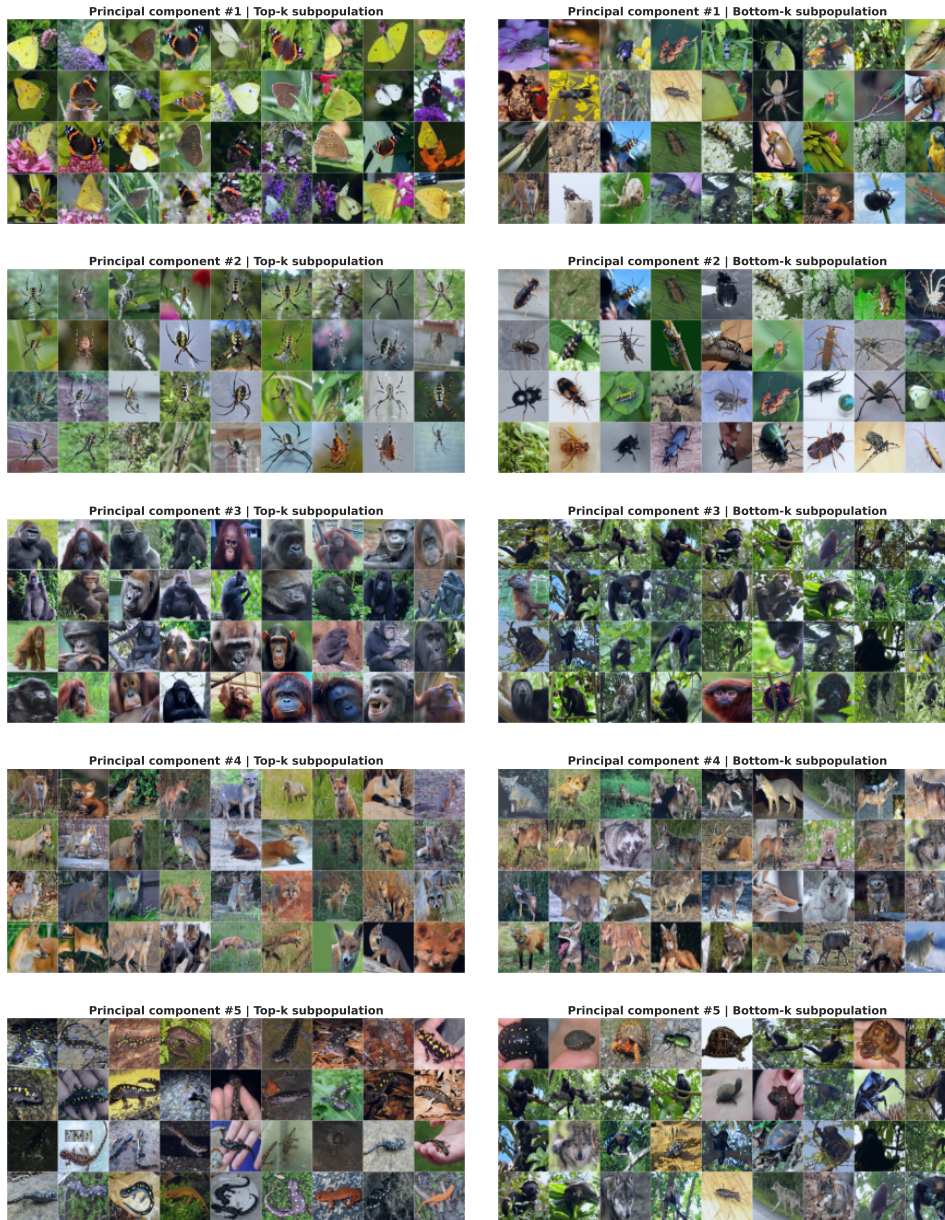 Principal component #1 | Top-k subpopulation
Principal component #1 | Bottom-k subpopulation
Principal component #2 | Top-k subpopulation
Principal component #2 | Bottom-k subpopulation
Principal component #3 | Top-k subpopulation
Principal component #3 | Bottom-k subpopulation
Principal component #4 | Top-k subpopulation
Principal component #4 | Bottom-k subpopulation
Principal component #5 | Top-k subpopulation
Principal component #5 | Bottom-k subpopulation